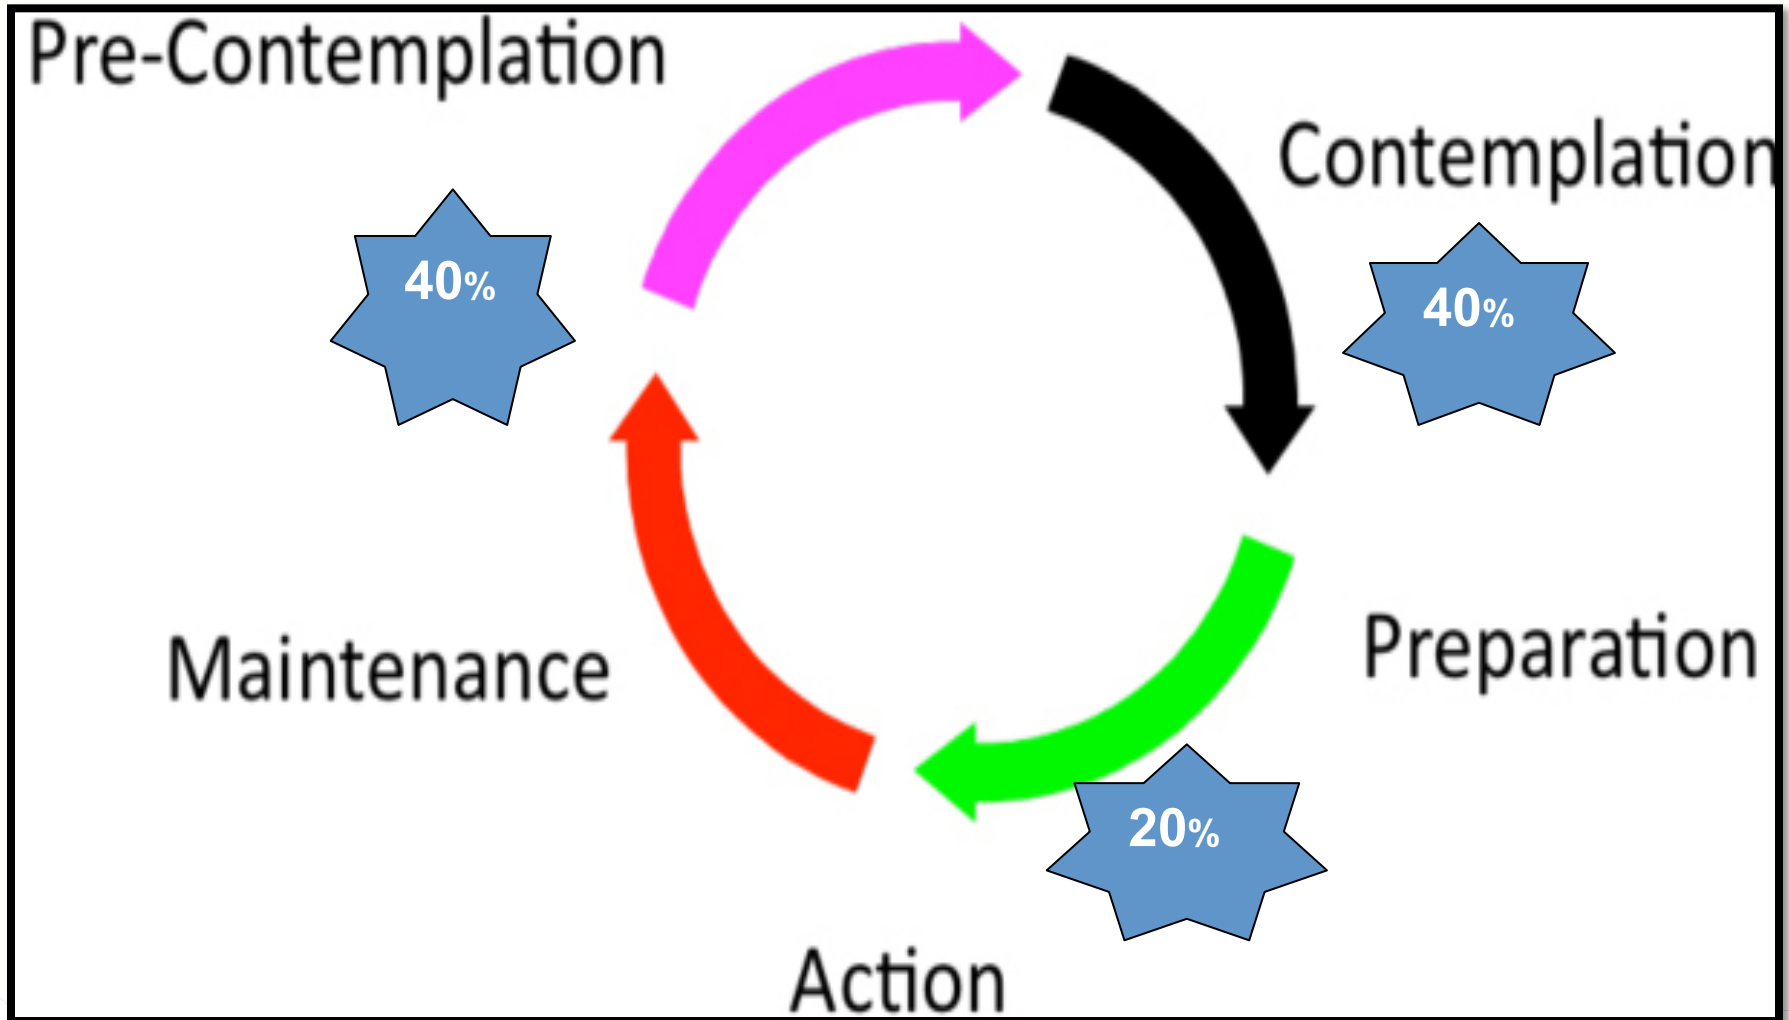 Pre-Contemplation
Contemplation
40%
40%
Maintenance
Preparation
20%
Action